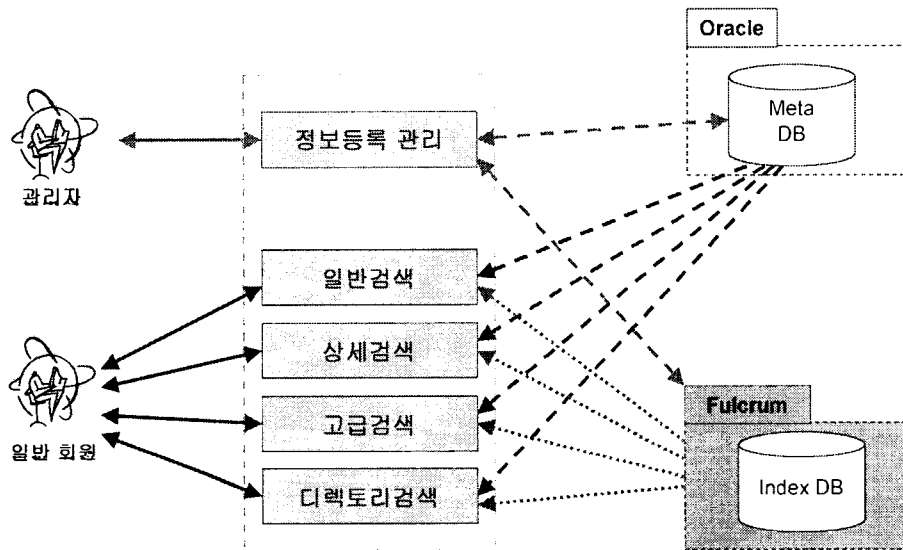 Oracle
Meta
DB
정보등록 관리
관리자
일반검색
상세검색
고급검색
디렉토리검색
일반 회원
Fulcrum
Index DB